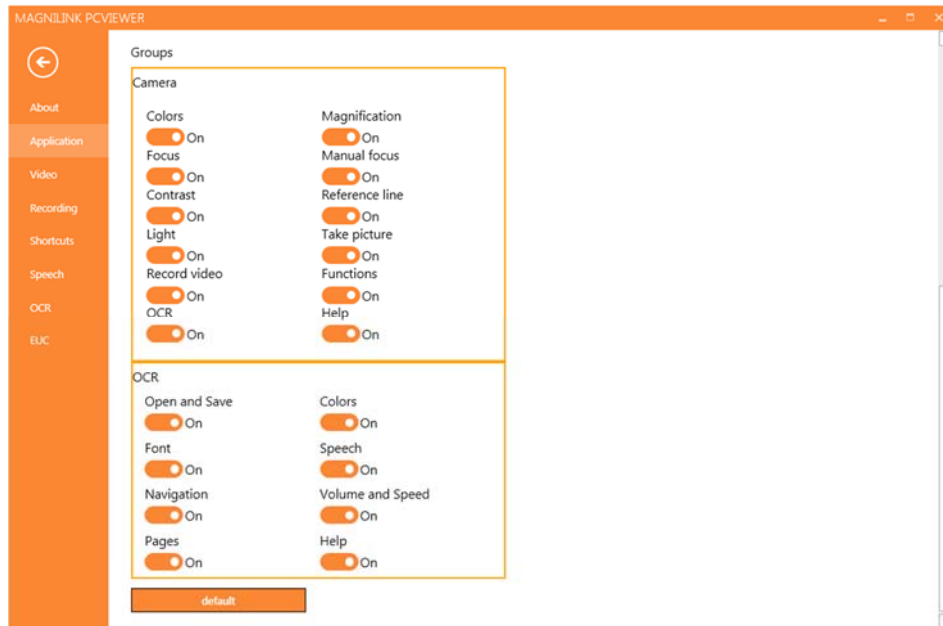 MAGNILINK PCVIEWER
About
Application
Video
Recording
Shortcuts
Speech
OCR
EUC
Groups
Camera
Colors Magnification
On On
Focus Manual focus
On On
Contrast Reference line
On On
Light Take picture
On On
Record video Functions
On On
OCR Help
On On
OCR
Open and Save Colors
On On
Font Speech
On On
Navigation Volume and Speed
On On
Pages Help
On On
default